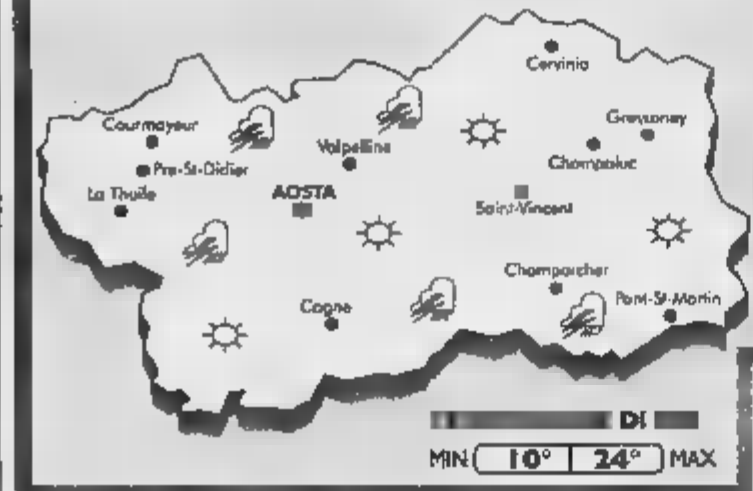 Cervinia
Courmayeur
Gressoney
Valpelline
Champoluc
Pre-St-Didier
La Thuile
AOSTA
Saint-Vincent
Champorcher
Pont-St-Martin
Cogne
DI
MIN 10° 24° MAX